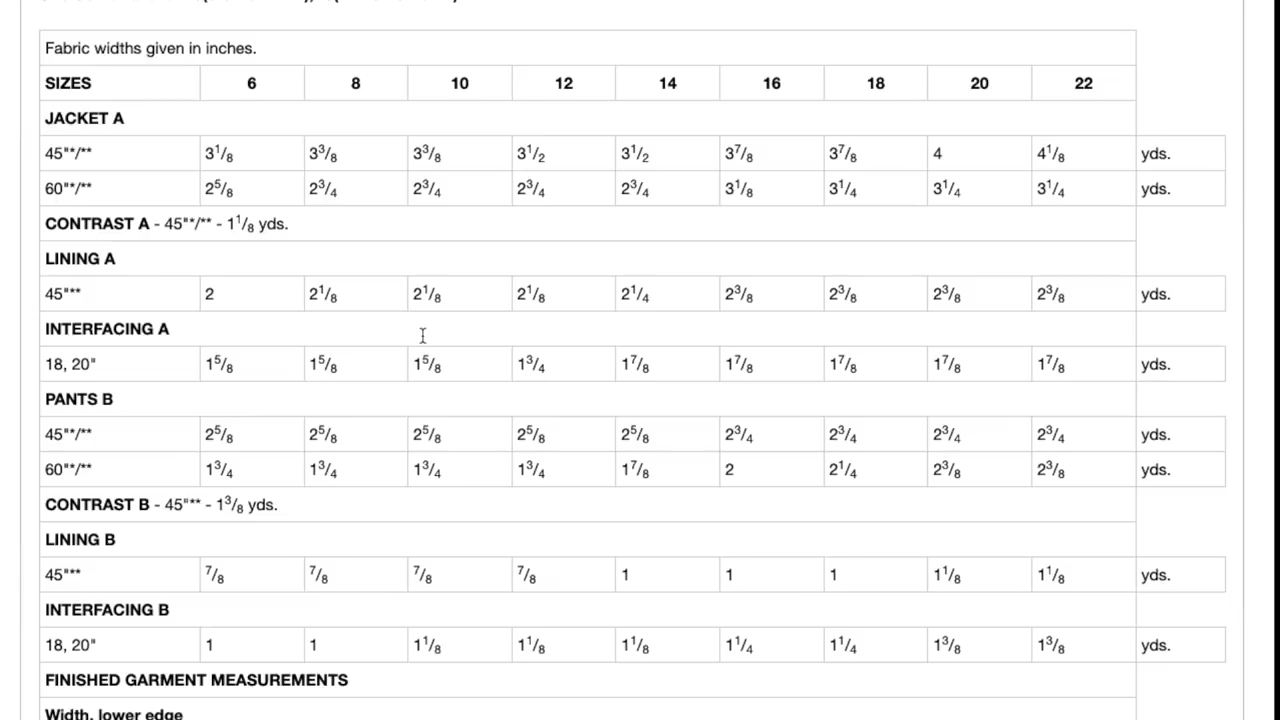 Fabric widths given in inches.
SIZES 6 8 10 12 14 16 18 20 22
JACKET A
45"*/** 3 1/8 3 3/8 3 3/8 3 1/2 3 1/2 3 7/8 3 7/8 4 4 1/8 yds.
60"*/** 2 5/8 2 3/4 2 3/4 2 3/4 2 3/4 3 1/8 3 1/4 3 1/4 3 1/4 yds.
CONTRAST A - 45"*/** - 1 1/8 yds.
LINING A
45"** 2 2 1/8 2 1/8 2 1/8 2 1/4 2 3/8 2 3/8 2 3/8 2 3/8 yds.
INTERFACING A
18, 20" 1 5/8 1 5/8 1 5/8 1 3/4 1 7/8 1 7/8 1 7/8 1 7/8 1 7/8 yds.
PANTS B
45"*/** 2 5/8 2 5/8 2 5/8 2 5/8 2 5/8 2 3/4 2 3/4 2 3/4 2 3/4 yds.
60"*/** 1 3/4 1 3/4 1 3/4 1 3/4 1 7/8 2 2 1/4 2 3/8 2 3/8 yds.
CONTRAST B - 45"** - 1 3/8 yds.
LINING B
45"** 7/8 7/8 7/8 7/8 1 1 1 1 1/8 1 1/8 yds.
INTERFACING B
18, 20" 1 1 1 1/8 1 1/8 1 1/8 1 1/4 1 1/4 1 3/8 1 3/8 yds.
FINISHED GARMENT MEASUREMENTS
Width, lower edge